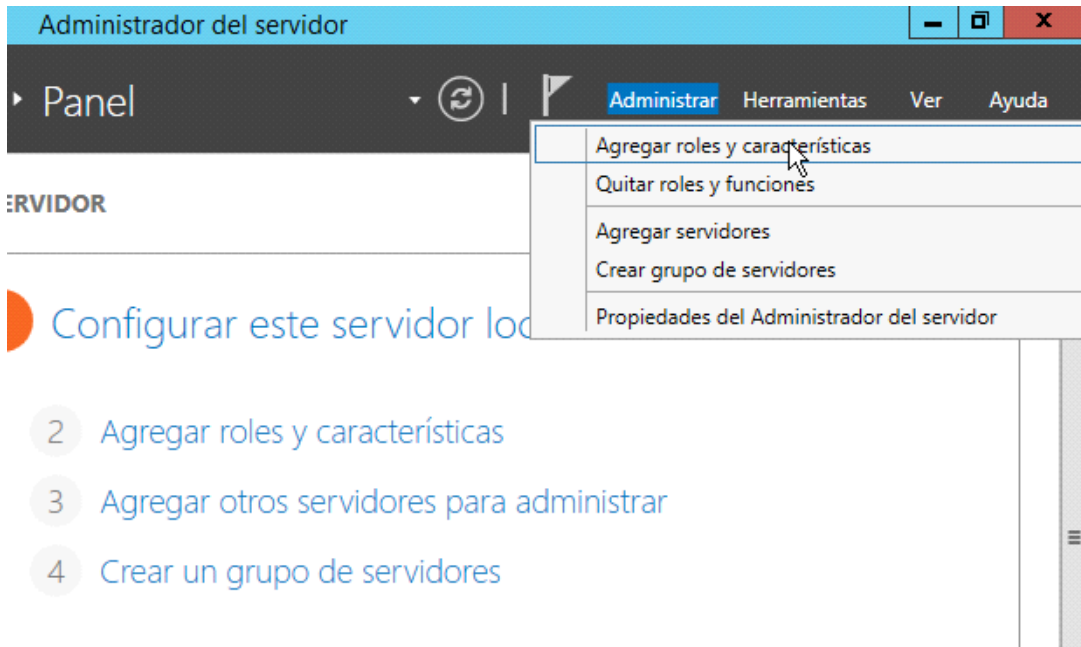 Administrador del servidor
Panel
Administrar Herramientas Ver Ayuda
Agregar roles y características
Quitar roles y funciones
Agregar servidores
Crear grupo de servidores
Propiedades del Administrador del servidor
ERVIDOR
Configurar este servidor loc
2 Agregar roles y características
3 Agregar otros servidores para administrar
4 Crear un grupo de servidores